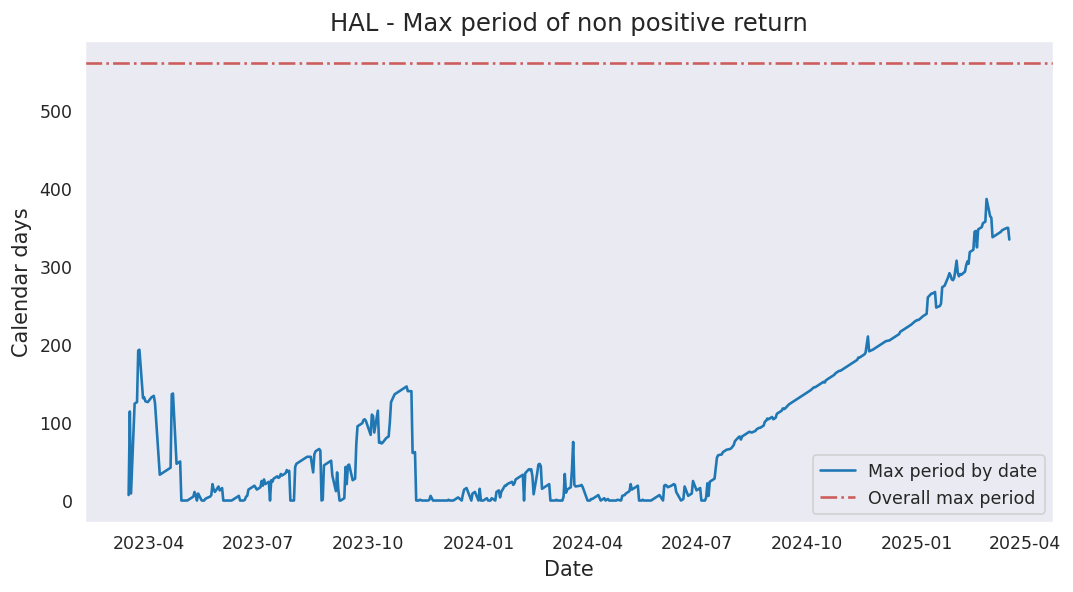 HAL - Max period of non positive return
Calendar days
500
400
300
200
100
0
2023-04 2023-07 2023-10 2024-01 2024-04 2024-07 2024-10 2025-01 2025-04
Date
Max period by date
Overall max period